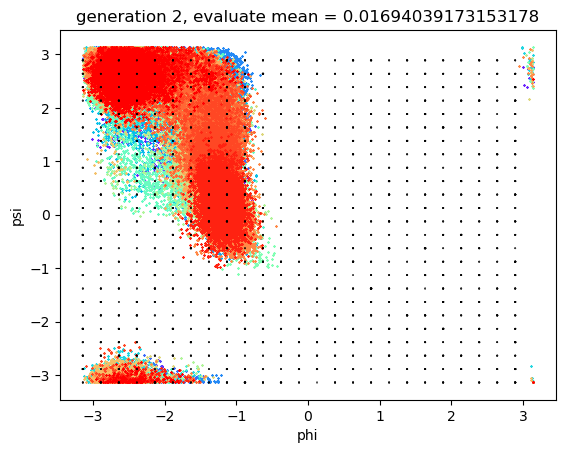 generation 2, evaluate mean = 0.01694039173153178
3
2
1
0
−1
−2
−3
psi
−3 −2 −1 0 1 2 3
phi